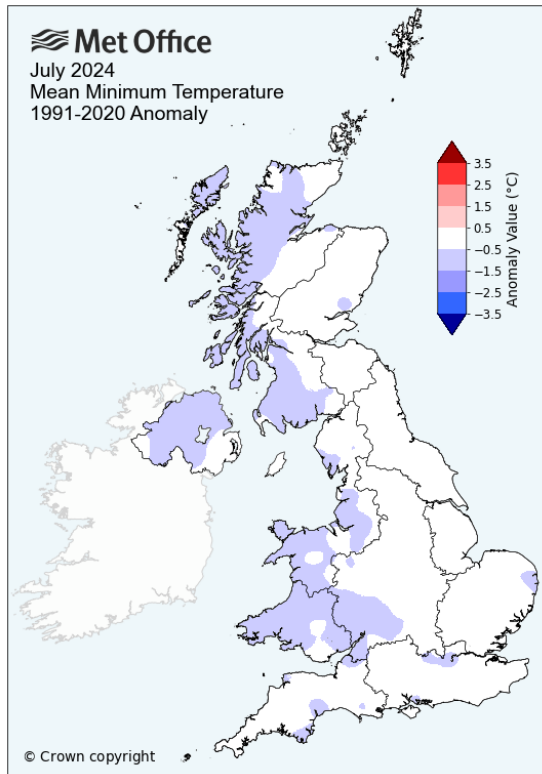 Met Office
July 2024
Mean Minimum Temperature
1991-2020 Anomaly
3.5
2.5
1.5
0.5
−0.5
−1.5
−2.5
−3.5
Anomaly Value (°C)
© Crown copyright